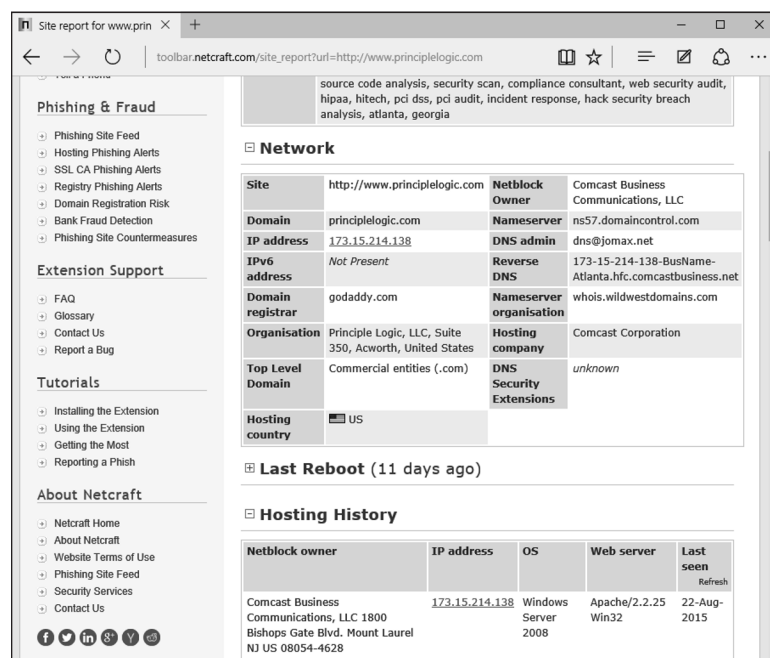 Site report for www.prin
toolbar.netcraft.com/site_report?url=http://www.principlelogic.com
Phishing & Fraud
Phishing Site Feed
Hosting Phishing Alerts
SSL CA Phishing Alerts
Registry Phishing Alerts
Domain Registration Risk
Bank Fraud Detection
Phishing Site Countermeasures
Extension Support
FAQ
Glossary
Contact Us
Report a Bug
Tutorials
Installing the Extension
Using the Extension
Getting the Most
Reporting a Phish
About Netcraft
Netcraft Home
About Netcraft
Website Terms of Use
Phishing Site Feed
Security Services
Contact Us
source code analysis, security scan, compliance consultant, web security audit,
hipaa, hitech, pci dss, pci audit, incident response, hack security breach
analysis, atlanta, georgia
Network
Site http://www.principlelogic.com Netblock Owner Comcast Business Communications, LLC
Domain principlelogic.com Nameserver ns57.domaincontrol.com
IP address 173.15.214.138 DNS admin dns@jomax.net
IPv6 address Not Present Reverse DNS 173-15-214-138-BusName-Atlanta.hfc.comcastbusiness.net
Domain registrar godaddy.com Nameserver organisation whois.wildwestdomains.com
Organisation Principle Logic, LLC, Suite 350, Acworth, United States Hosting company Comcast Corporation
Top Level Domain Commercial entities (.com) DNS Security Extensions unknown
Hosting country US
Last Reboot (11 days ago)
Hosting History
Netblock owner IP address OS Web server Last seen Refresh
Comcast Business Communications, LLC 1800 Bishops Gate Blvd. Mount Laurel NJ US 08054-4628 173.15.214.138 Windows Server 2008 Apache/2.2.25 Win32 22-Aug-2015